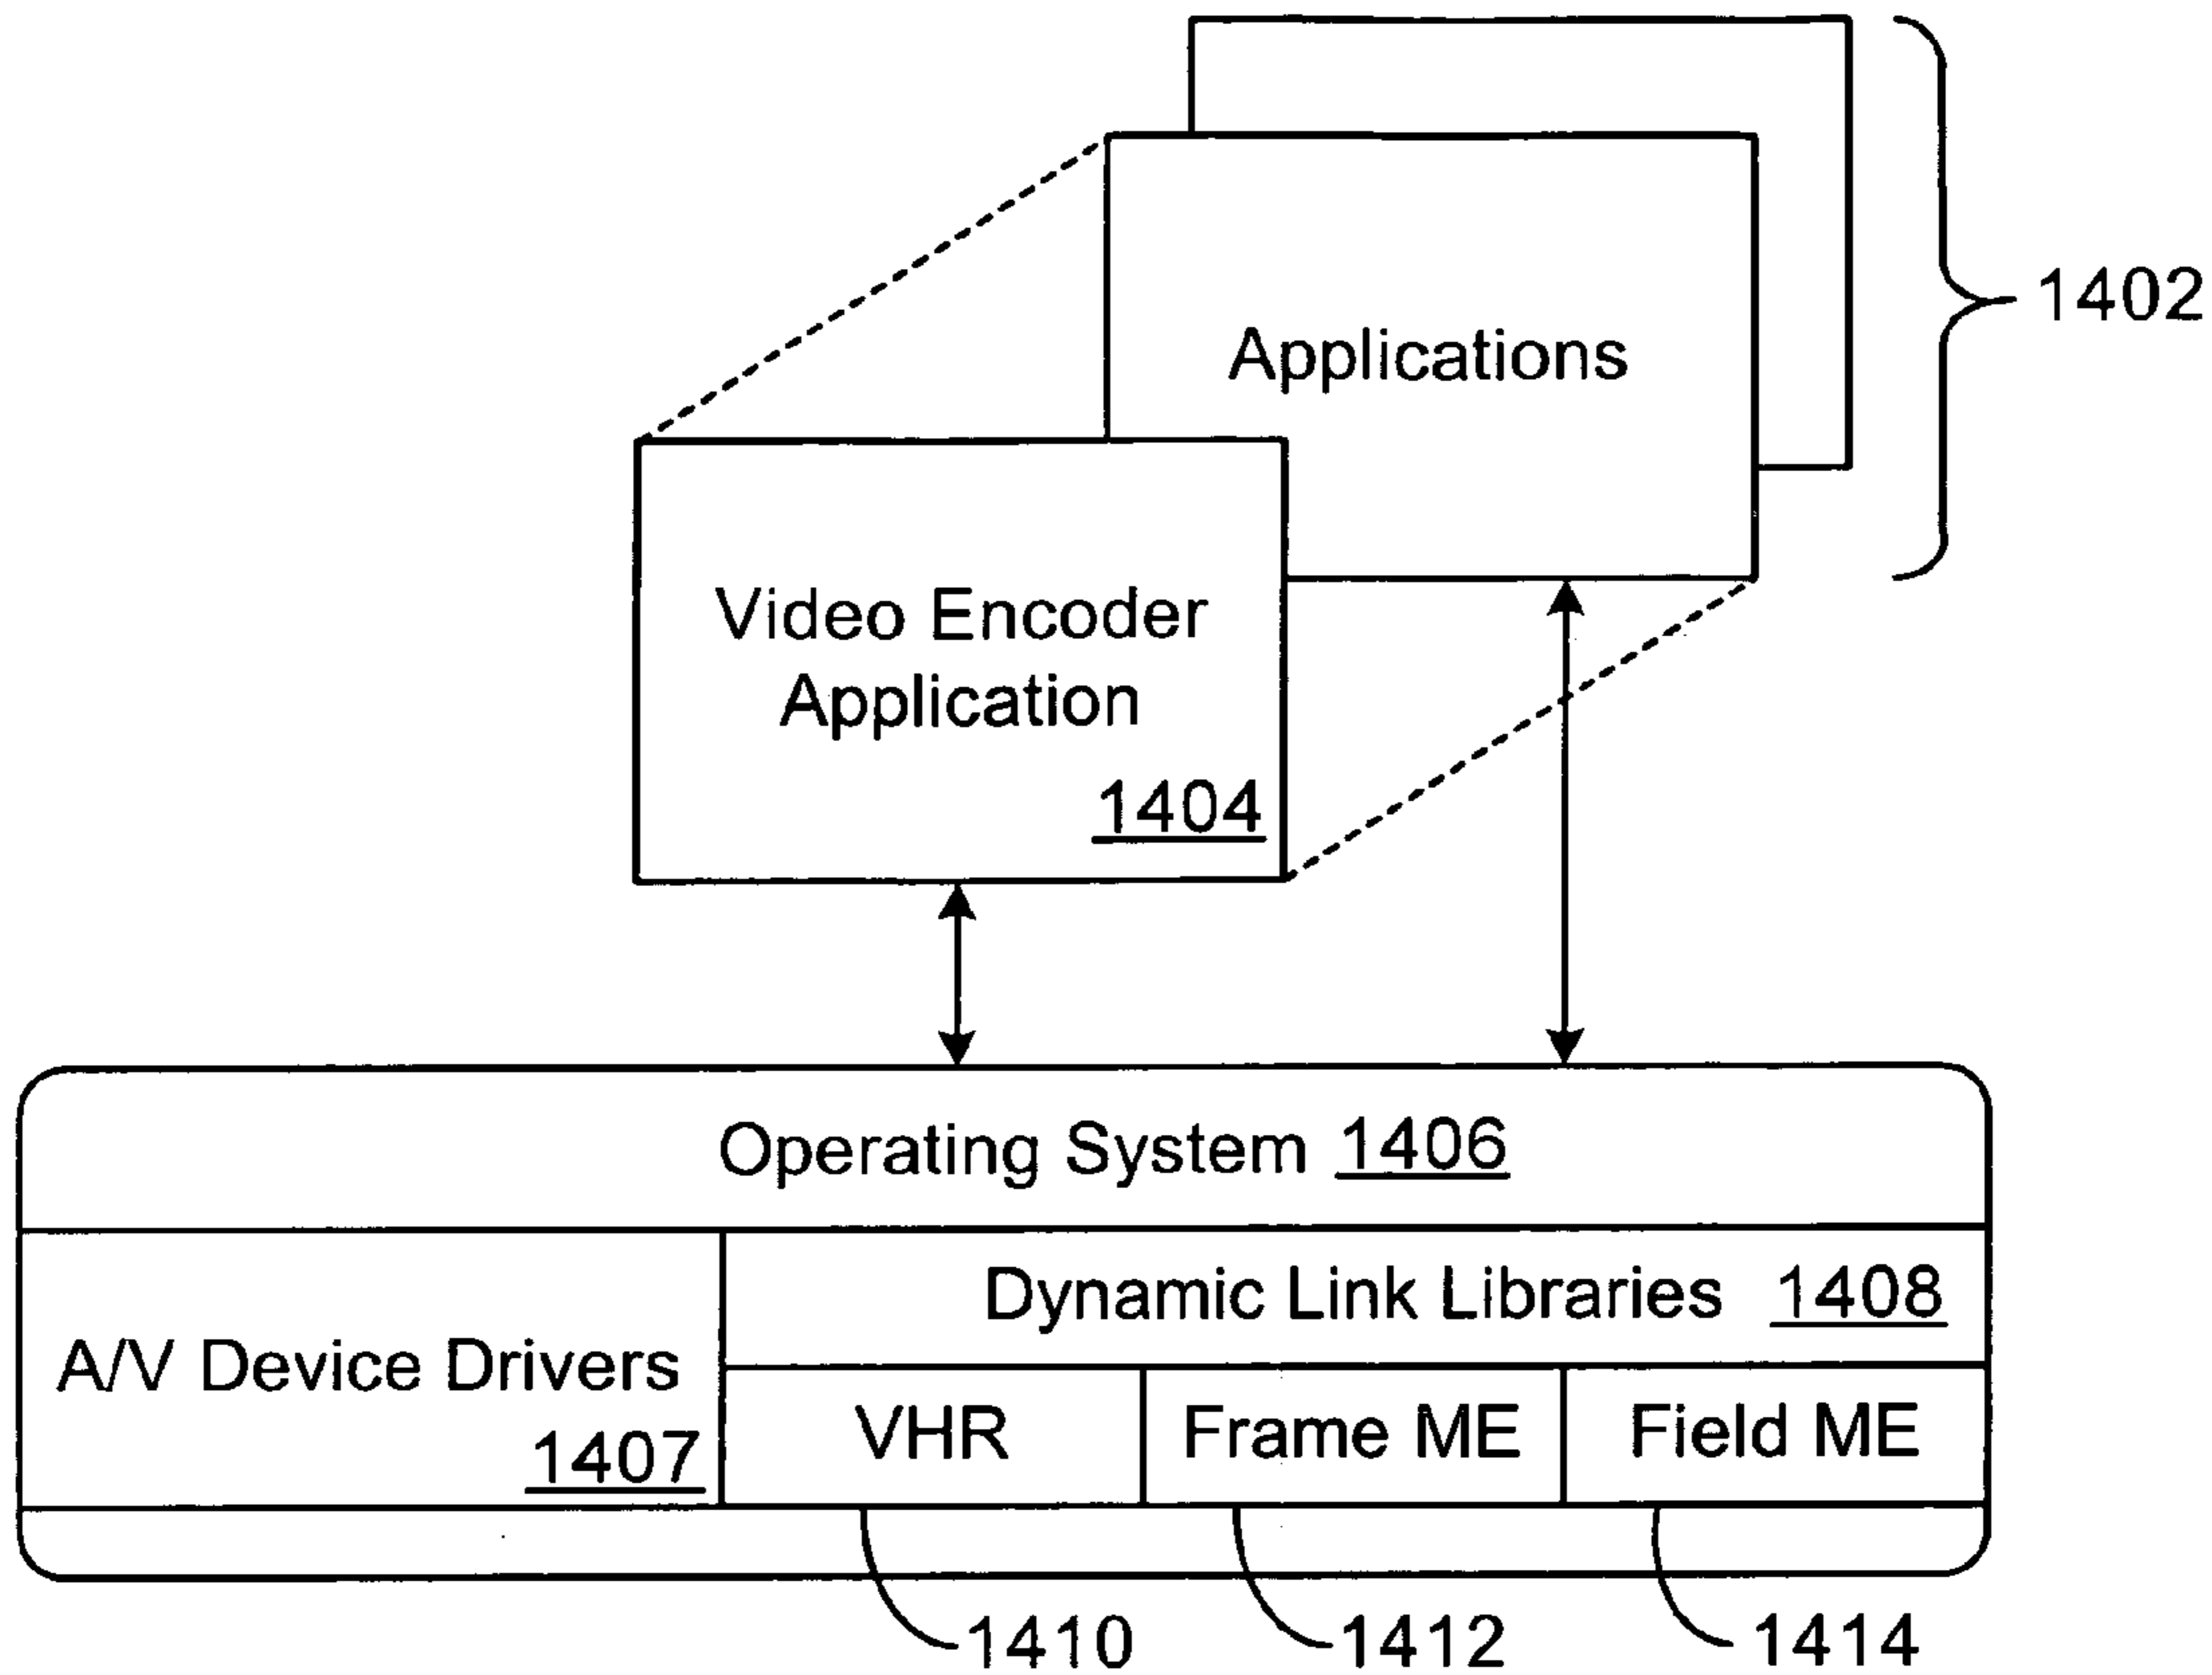 1402
Applications
Video Encoder
Application
1404
Operating System 1406
Dynamic Link Libraries 1408
A/V Device Drivers
1407
VHR
Frame ME
Field ME
1410
1412
1414